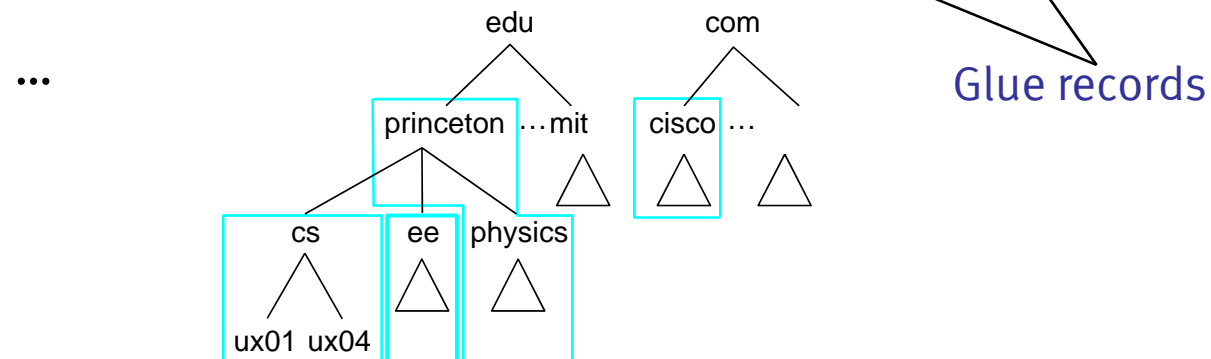 edu com
... Glue records
princeton ...mit cisco ...
cs ee physics
ux01 ux04